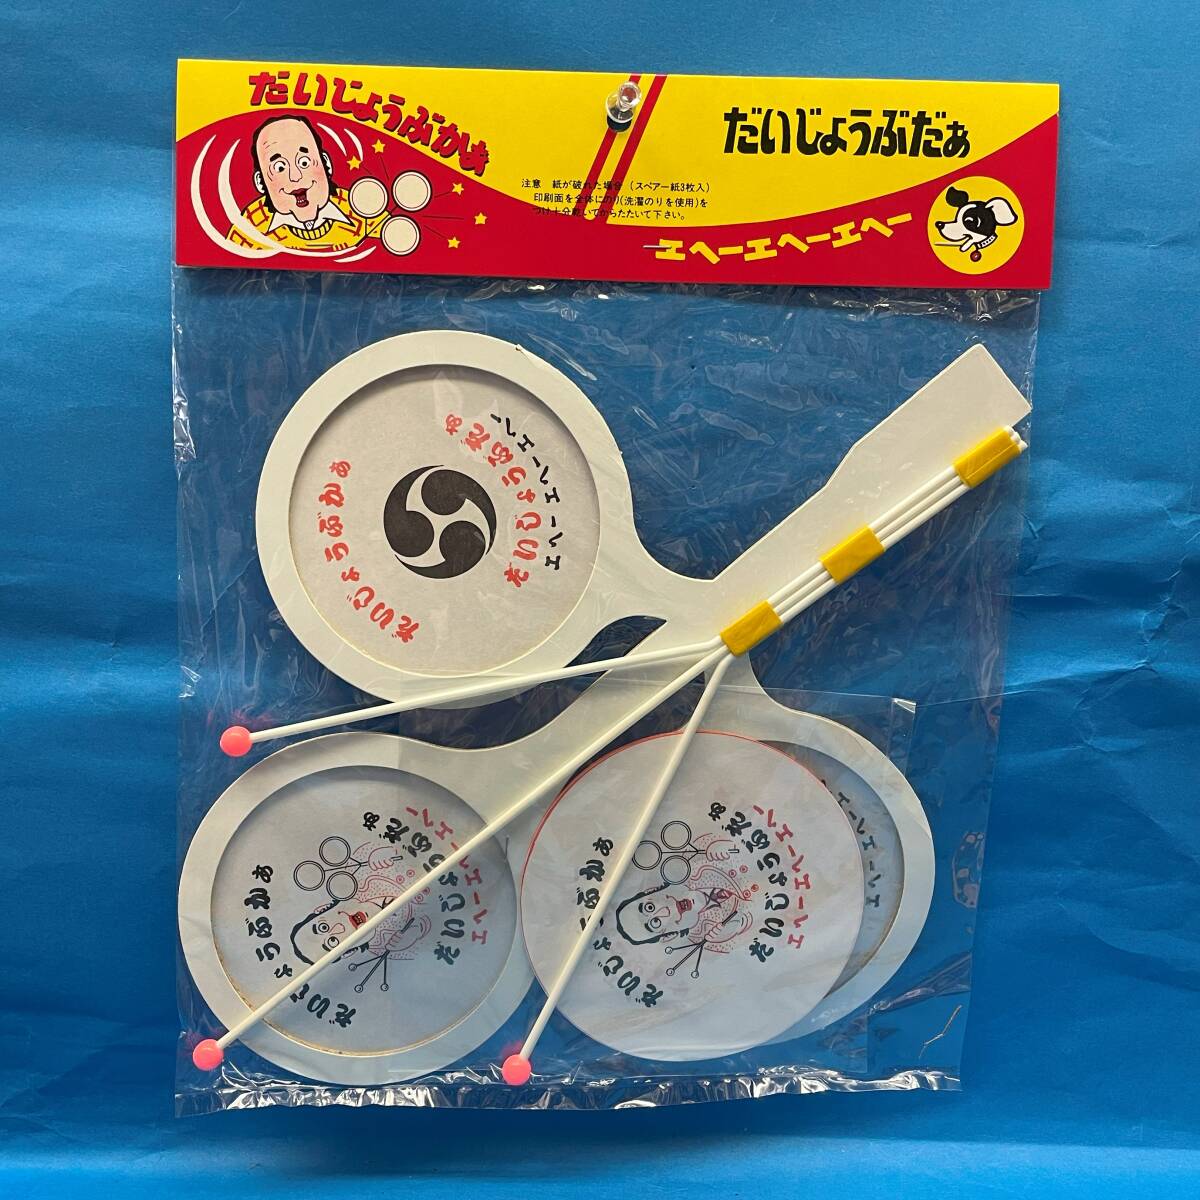 だいじょうぶかぁ
だいじょうぶだぁ
注意 紙が破れた場合 (スペアー紙3枚入)
印刷面を全体にのり(洗濯のりを使用)を
つけ十分乾いてからたたいて下さい。
エヘーエヘーエヘー
だいじょうぶかぁ
だいじょうぶだぁ
エヘーエヘーエヘー
だいじょうぶかぁ
だいじょうぶだぁ
エヘーエヘーエヘー
だいじょうぶかぁ
だいじょうぶだぁ
エヘーエヘーエヘー
エヘーエヘー